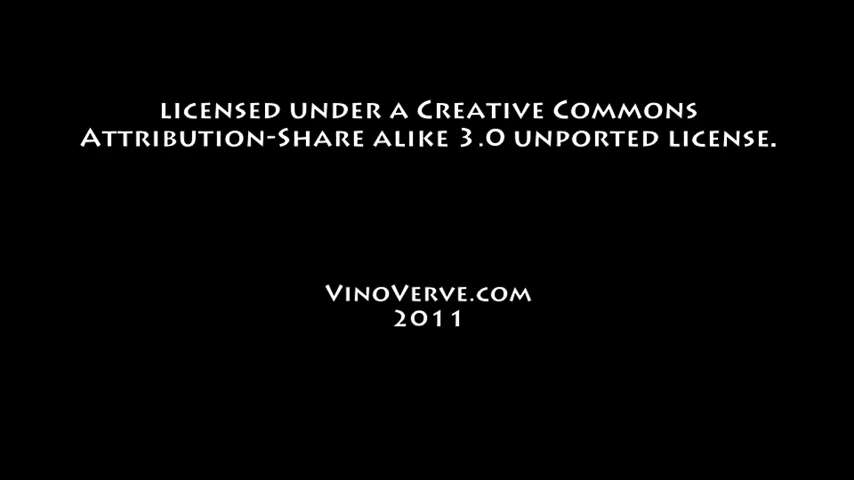 licensed under a Creative Commons
Attribution-Share alike 3.0 unported license.
VinoVerve.com
2011